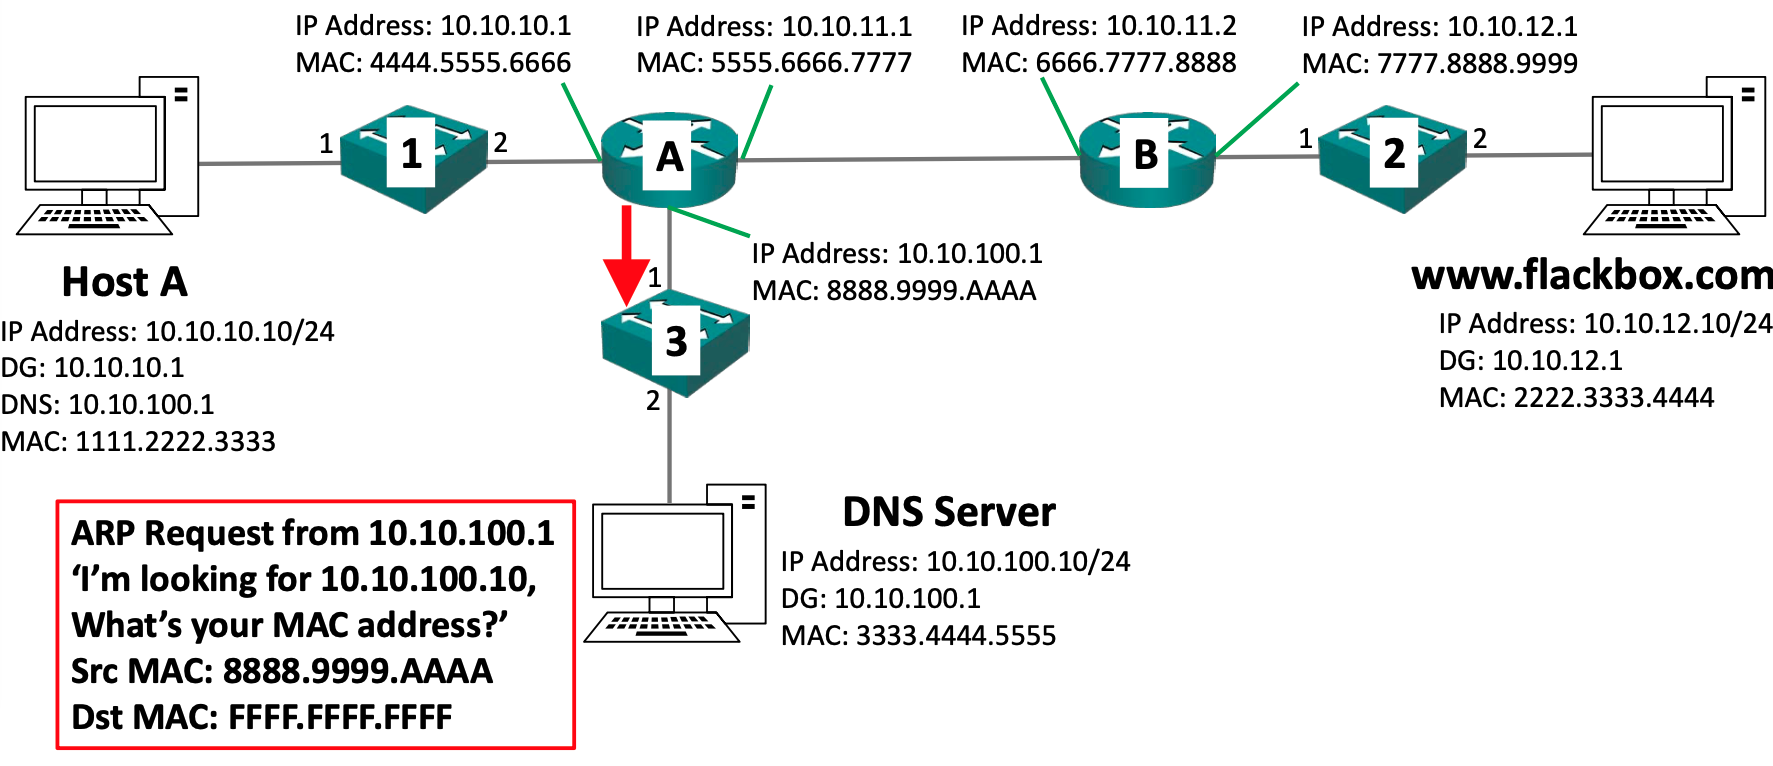 IP Address: 10.10.10.1
MAC: 4444.5555.6666
IP Address: 10.10.11.1
MAC: 5555.6666.7777
IP Address: 10.10.11.2
MAC: 6666.7777.8888
IP Address: 10.10.12.1
MAC: 7777.8888.9999
1
1
2
A
B
1
2
2
IP Address: 10.10.100.1
MAC: 8888.9999.AAAA
1
3
2
Host A
IP Address: 10.10.10.10/24
DG: 10.10.10.1
DNS: 10.10.100.1
MAC: 1111.2222.3333
www.flackbox.com
IP Address: 10.10.12.10/24
DG: 10.10.12.1
MAC: 2222.3333.4444
ARP Request from 10.10.100.1
‘I’m looking for 10.10.100.10,
What’s your MAC address?’
Src MAC: 8888.9999.AAAA
Dst MAC: FFFF.FFFF.FFFF
DNS Server
IP Address: 10.10.100.10/24
DG: 10.10.100.1
MAC: 3333.4444.5555